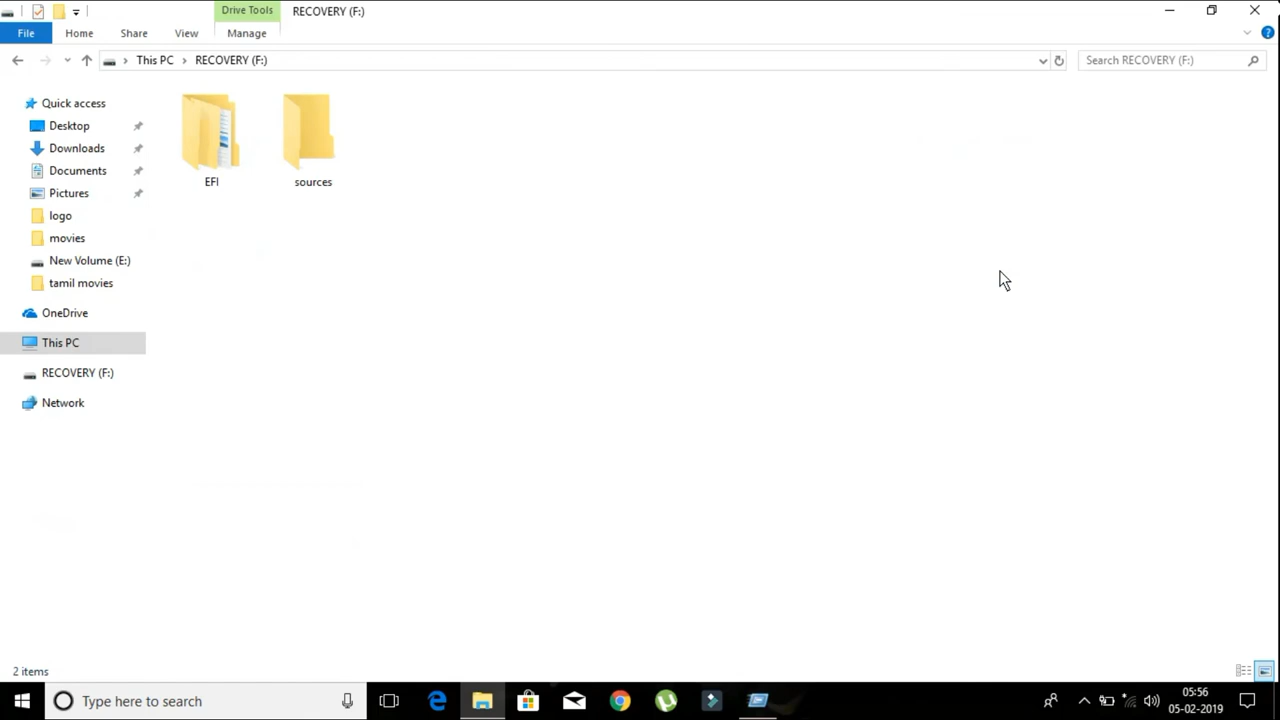 Drive Tools
RECOVERY (F:)
File
Home
Share
View
Manage
This PC
RECOVERY (F:)
Search RECOVERY (F:)
Quick access
Desktop
Downloads
Documents
Pictures
logo
movies
New Volume (E:)
tamil movies
OneDrive
This PC
RECOVERY (F:)
Network
EFI
sources
2 items
Type here to search
05:56
05-02-2019